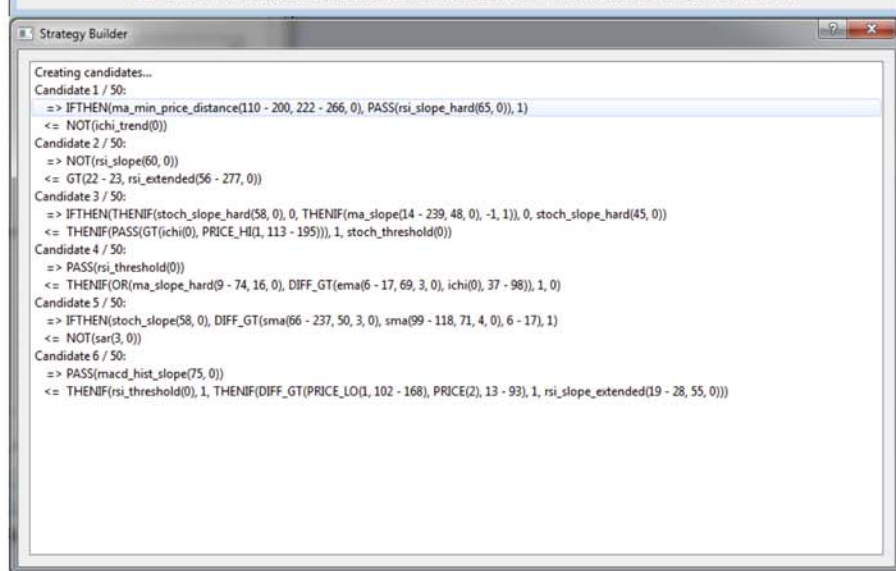 Strategy Builder
Creating candidates...
Candidate 1 / 50:
=> IFTHEN(ma_min_price_distance(110 - 200, 222 - 266, 0), PASS(rsi_slope_hard(65, 0)), 1)
<= NOT(ichi_trend(0))
Candidate 2 / 50:
=> NOT(rsi_slope(60, 0))
<= GT(22 - 23, rsi_extended(56 - 277, 0))
Candidate 3 / 50:
=> IFTHEN(THENIF(stoch_slope_hard(58, 0), 0, THENIF(ma_slope(14 - 239, 48, 0), -1, 1)), 0, stoch_slope_hard(45, 0))
<= THENIF(PASS(GT(ichi(0), PRICE_HI(1, 113 - 195))), 1, stoch_threshold(0))
Candidate 4 / 50:
=> PASS(rsi_threshold(0))
<= THENIF(OR(ma_slope_hard(9 - 74, 16, 0), DIFF_GT(ema(6 - 17, 69, 3, 0), ichi(0), 37 - 98)), 1, 0)
Candidate 5 / 50:
=> IFTHEN(stoch_slope(58, 0), DIFF_GT(sma(66 - 237, 50, 3, 0), sma(99 - 118, 71, 4, 0), 6 - 17), 1)
<= NOT(sar(3, 0))
Candidate 6 / 50:
=> PASS(macd_hist_slope(75, 0))
<= THENIF(rsi_threshold(0), 1, THENIF(DIFF_GT(PRICE_LO(1, 102 - 168), PRICE(2), 13 - 93), 1, rsi_slope_extended(19 - 28, 55, 0)))